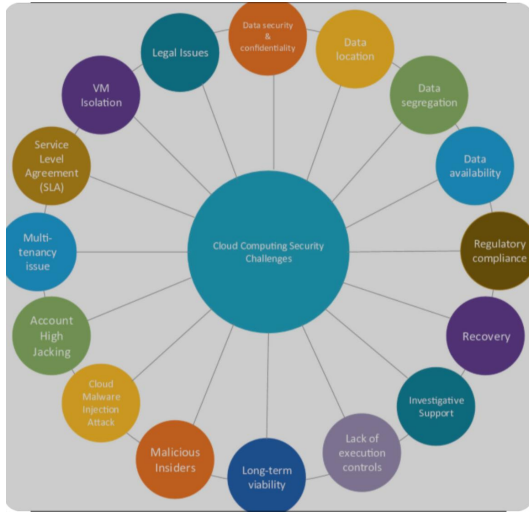 Data security
&
confidentiality
Data
location
Data
segregation
Data
availability
Regulatory
compliance
Recovery
Investigative
Support
Lack of
execution
controls
Long-term
viability
Malicious
Insiders
Cloud
Malware
Injection
Attack
Account
High
Jacking
Multi-
tenancy
issue
Service
Level
Agreement
(SLA)
VM
Isolation
Legal Issues
Cloud Computing Security
Challenges